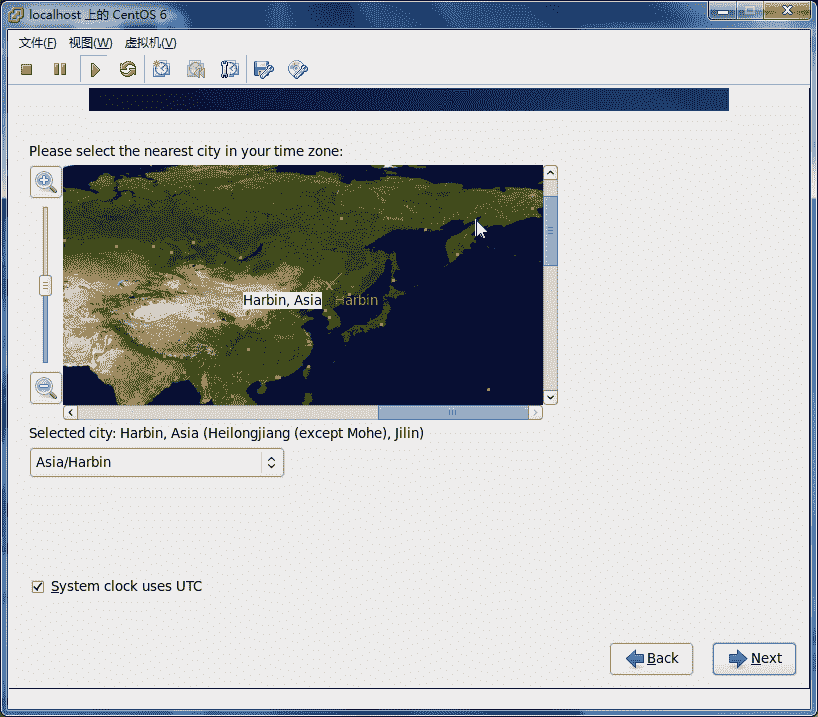 localhost 上的 CentOS 6
文件(F) 视图(W) 虚拟机(V)
Please select the nearest city in your time zone:
Harbin, Asia Harbin
Selected city: Harbin, Asia (Heilongjiang (except Mohe), Jilin)
Asia/Harbin
System clock uses UTC
Back Next